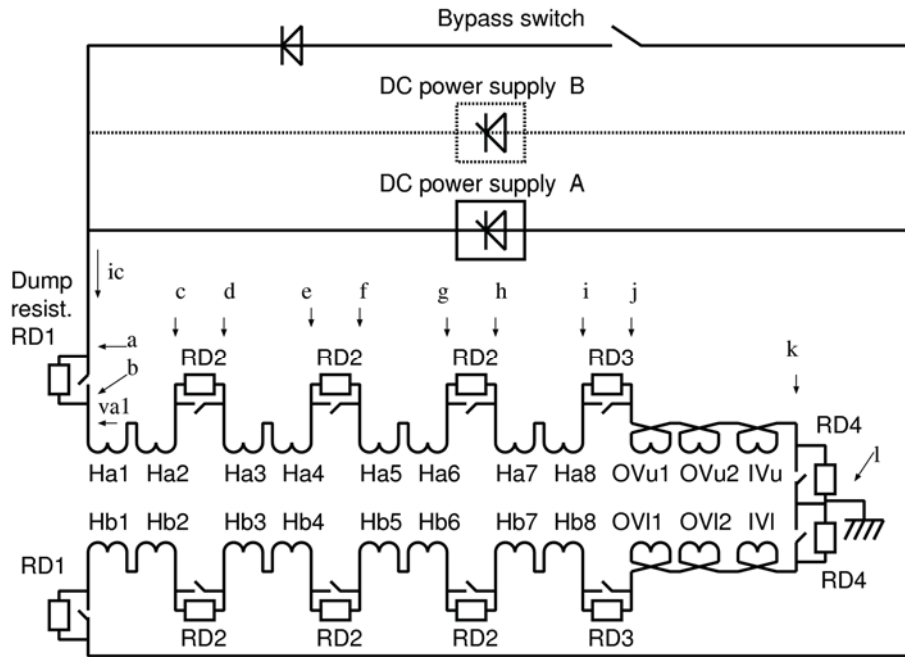 Bypass switch
DC power supply B
DC power supply A
ic
Dump
resist.
RD1
a
b
va1
c d e f g h i j
k
l
RD2 RD2 RD2 RD3
RD4
Ha1 Ha2 Ha3 Ha4 Ha5 Ha6 Ha7 Ha8 OVu1 OVu2 IVu
Hb1 Hb2 Hb3 Hb4 Hb5 Hb6 Hb7 Hb8 OVl1 OVl2 IVl
RD1
RD4
RD2 RD2 RD2 RD3